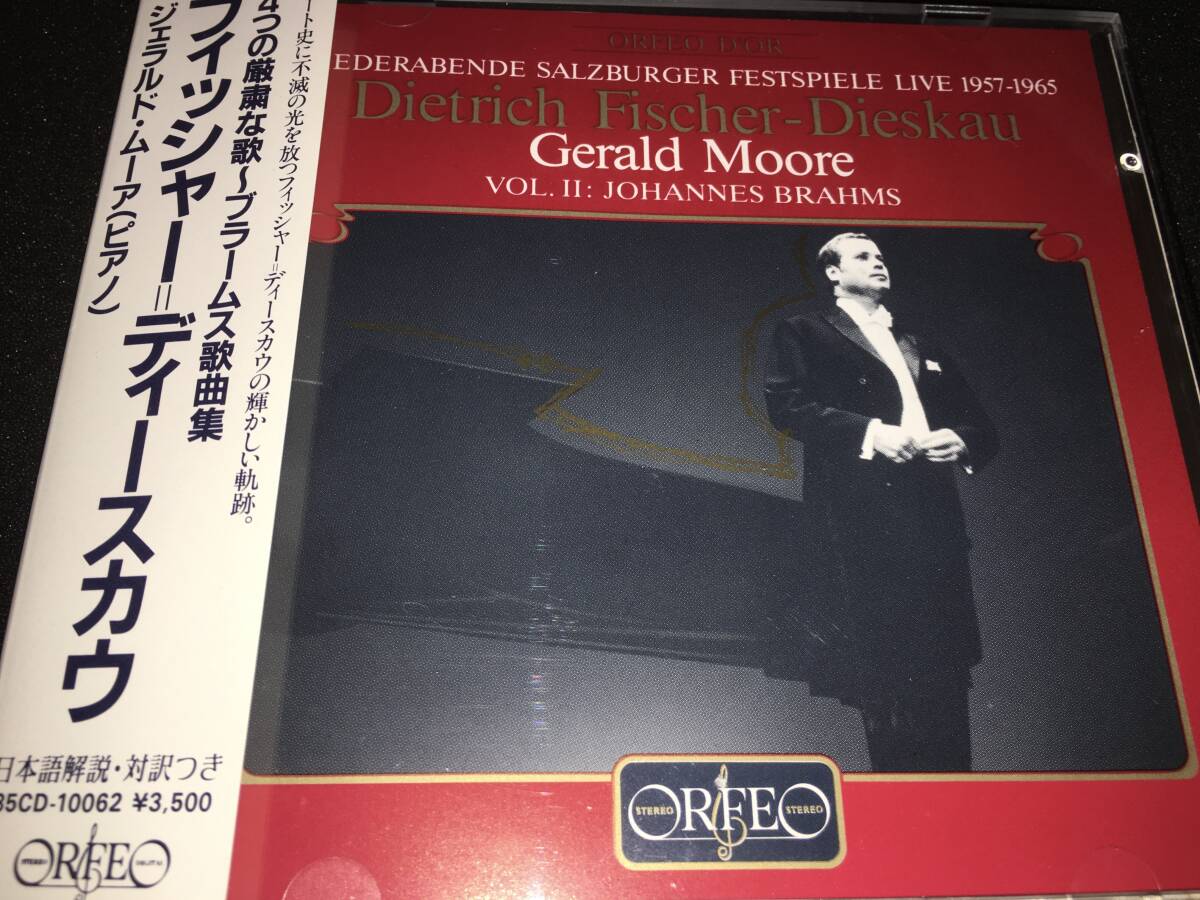 ORFEO D'OR
EDERABENDE SALZBURGER FESTSPIELE LIVE 1957-1965
Dietrich Fischer-Dieskau
Gerald Moore
VOL. II: JOHANNES BRAHMS
ート史に不滅の光を放つフィッシャー=ディースカウの輝かしい軌跡。
4つの厳粛な歌〜ブラームス歌曲集
フィッシャー=ディースカウ
ジェラルド・ムーア(ピアノ)
日本語解説・対訳つき
35CD-10062 ¥3,500
ORFEO
STEREO ORFEO STEREO